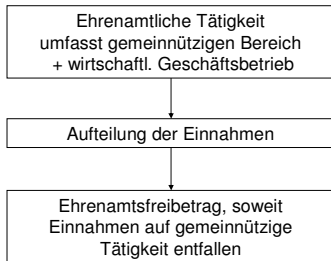 Ehrenamtliche Tätigkeit
umfasst gemeinnützigen Bereich
+ wirtschaftl. Geschäftsbetrieb
Aufteilung der Einnahmen
Ehrenamtsfreibetrag, soweit
Einnahmen auf gemeinnützige
Tätigkeit entfallen